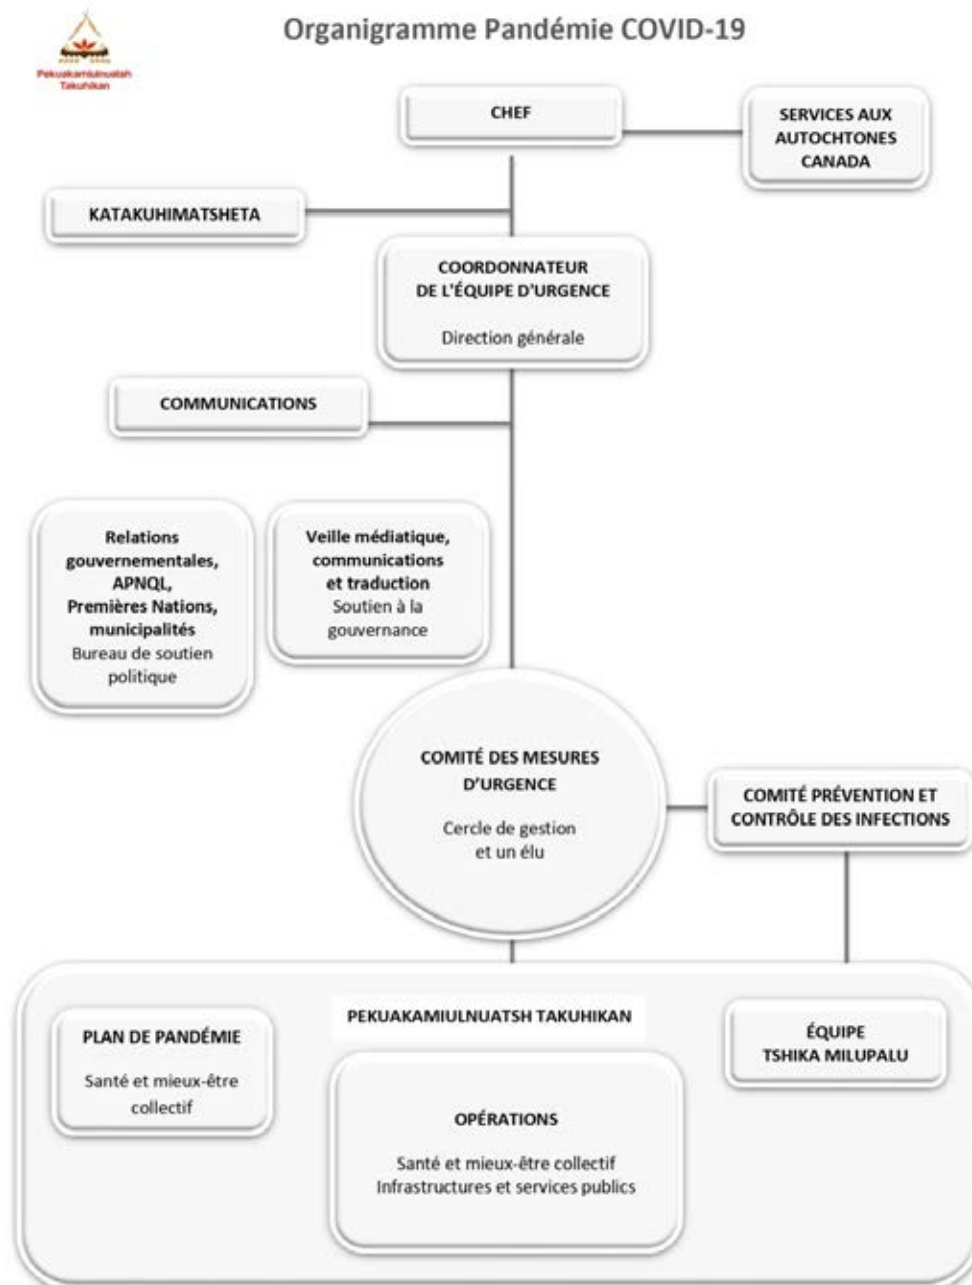 Organigramme Pandémie COVID-19
Pekuakamiulnuatsh
Takuhikan
CHEF
SERVICES AUX
AUTOCHTONES
CANADA
KATAKUHIMATSHETA
COORDONNATEUR
DE L'ÉQUIPE D'URGENCE
Direction générale
COMMUNICATIONS
Relations
gouvernementales,
APNQL,
Premières Nations,
municipalités
Bureau de soutien
politique
Veille médiatique,
communications
et traduction
Soutien à la
gouvernance
COMITÉ DES MESURES
D’URGENCE
Cercle de gestion
et un élu
COMITÉ PRÉVENTION ET
CONTRÔLE DES INFECTIONS
PEKUAKAMIULNUATSH TAKUHIKAN
PLAN DE PANDÉMIE
Santé et mieux-être
collectif
OPÉRATIONS
Santé et mieux-être collectif
Infrastructures et services publics
ÉQUIPE
TSHIKA MILUPALU